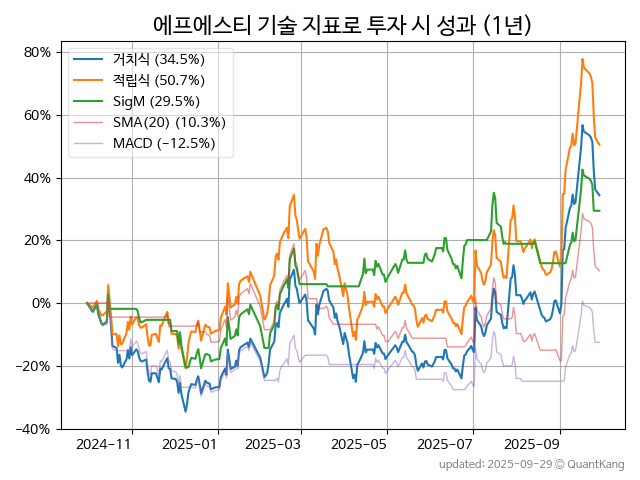 에프에스티 기술 지표로 투자 시 성과 (1년)
80%
60%
40%
20%
0%
−20%
−40%
거치식 (34.5%)
적립식 (50.7%)
SigM (29.5%)
SMA(20) (10.3%)
MACD (−12.5%)
2024-11
2025-01
2025-03
2025-05
2025-07
2025-09
updated: 2025-09-29 © QuantKang